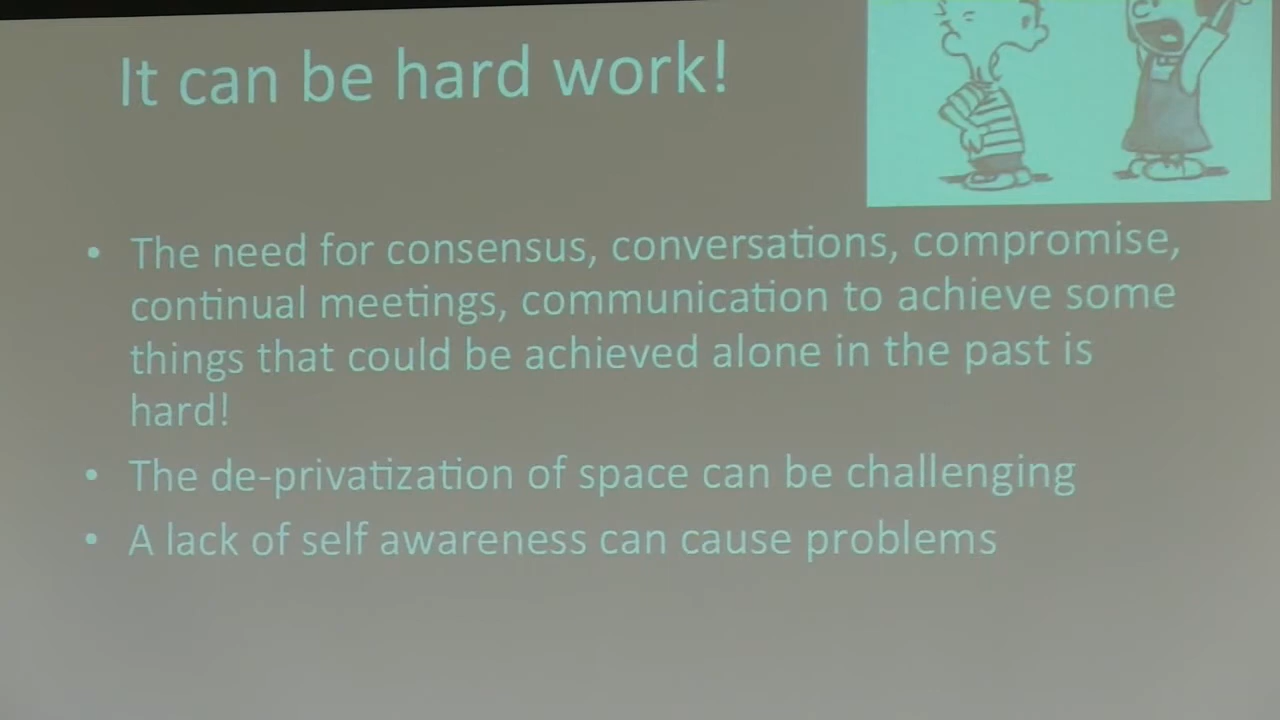 It can be hard work!
• The need for consensus, conversations, compromise,
continual meetings, communication to achieve some
things that could be achieved alone in the past is
hard!
• The de-privatization of space can be challenging
• A lack of self awareness can cause problems